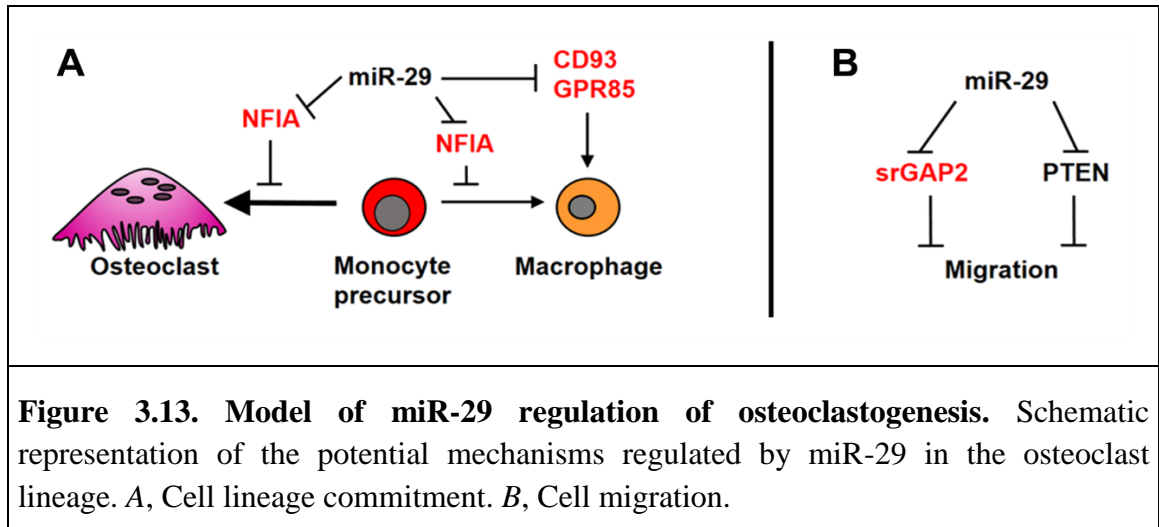 A
miR-29
CD93
GPR85
NFIA
NFIA
Osteoclast
Monocyte
precursor
Macrophage
B
miR-29
srGAP2
PTEN
Migration
Figure 3.13. Model of miR-29 regulation of osteoclastogenesis. Schematic
representation of the potential mechanisms regulated by miR-29 in the osteoclast
lineage. A, Cell lineage commitment. B, Cell migration.